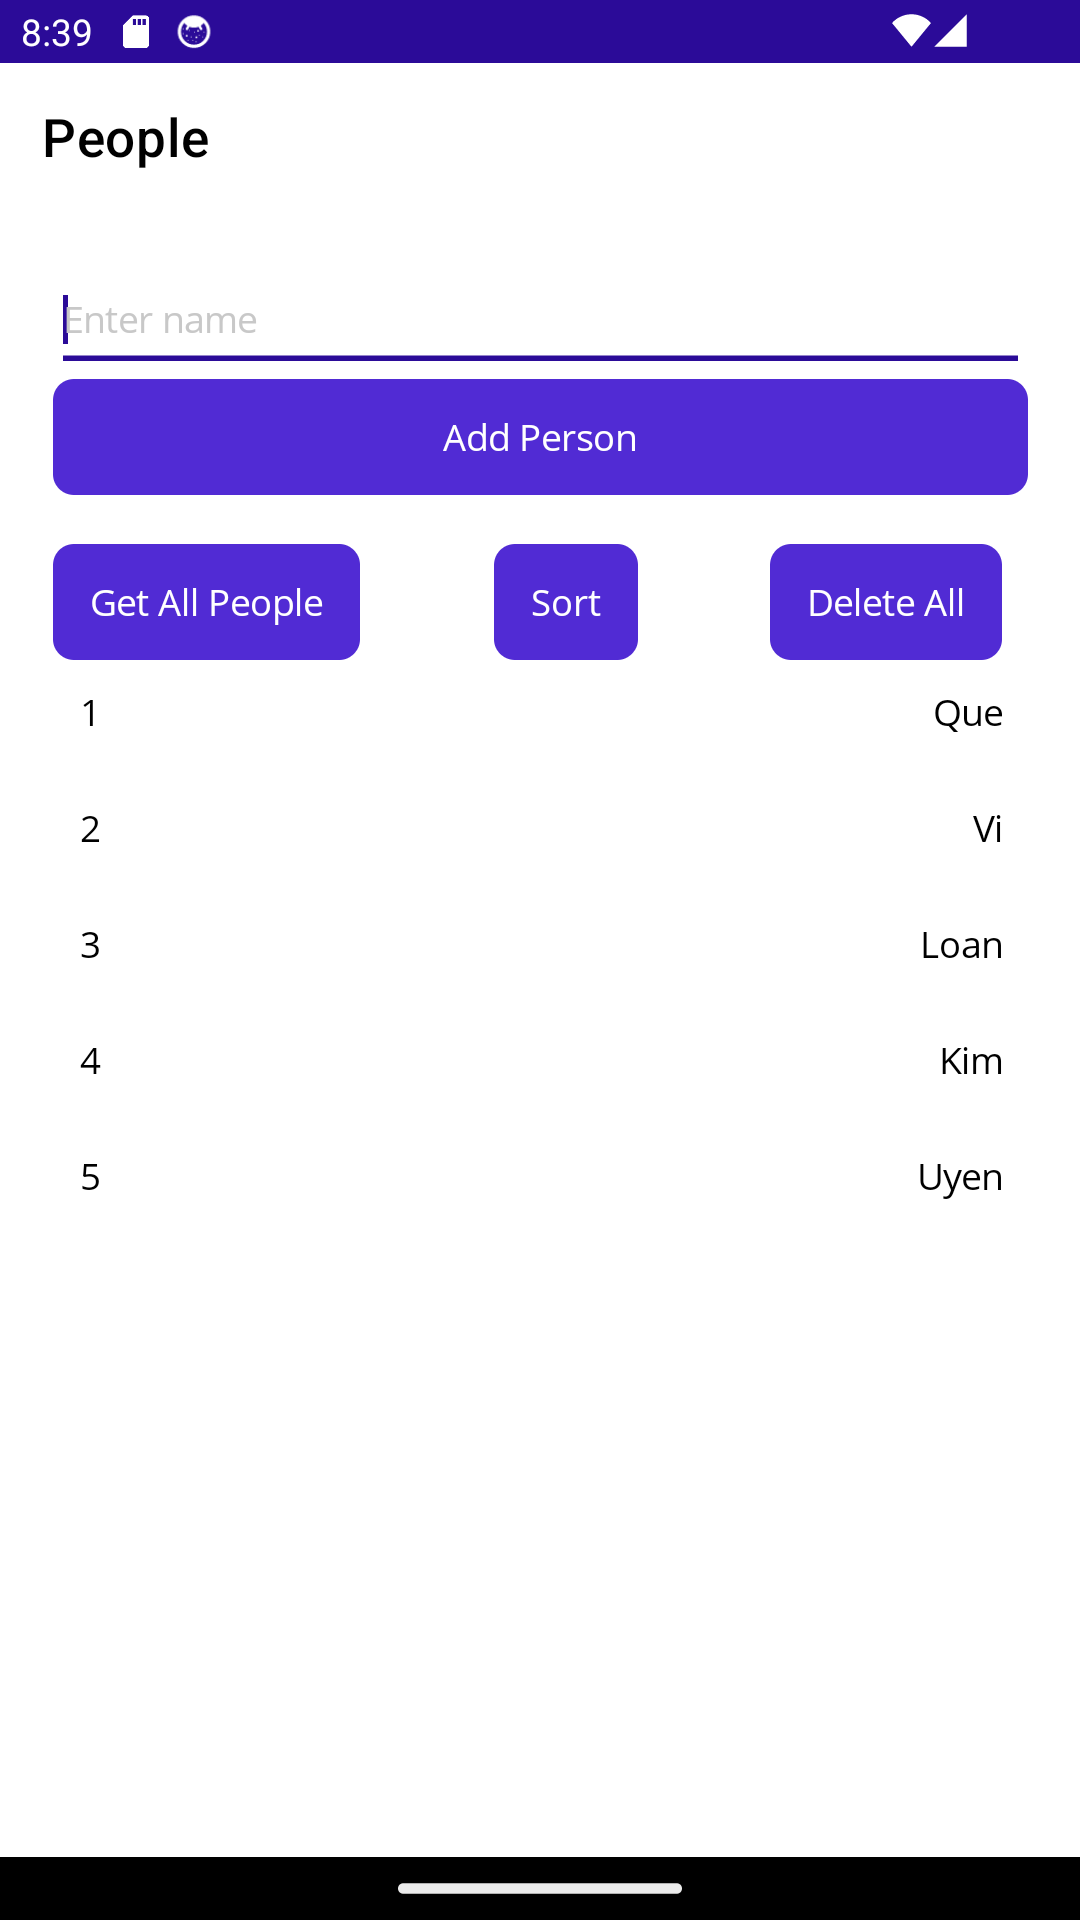 8:39
People
Enter name
Add Person
Get All People Sort Delete All
1 Que
2 Vi
3 Loan
4 Kim
5 Uyen